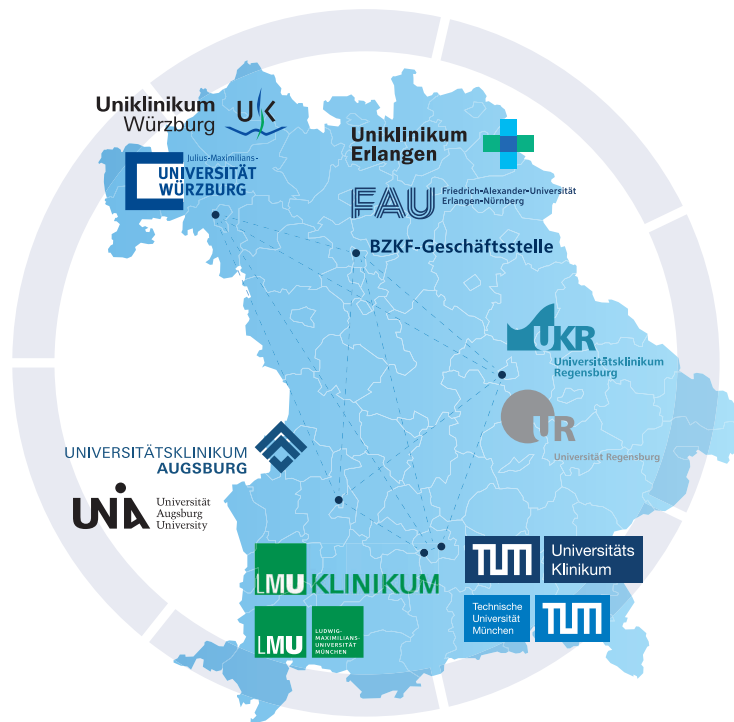 Uniklinikum
Würzburg
UK
Julius-Maximilians-
UNIVERSITÄT
WÜRZBURG
Uniklinikum
Erlangen
FAU
Friedrich-Alexander-Universität
Erlangen-Nürnberg
BZKF-Geschäftsstelle
UKR
Universitätsklinikum
Regensburg
UR
Universität Regensburg
UNIVERSITÄTSKLINIKUM
AUGSBURG
UNIA
Universität
Augsburg
University
LMU KLINIKUM
LMU
LUDWIG-
MAXIMILIANS-
UNIVERSITÄT
MÜNCHEN
TUM
Universitäts
Klinikum
Technische
Universität
München
TUM